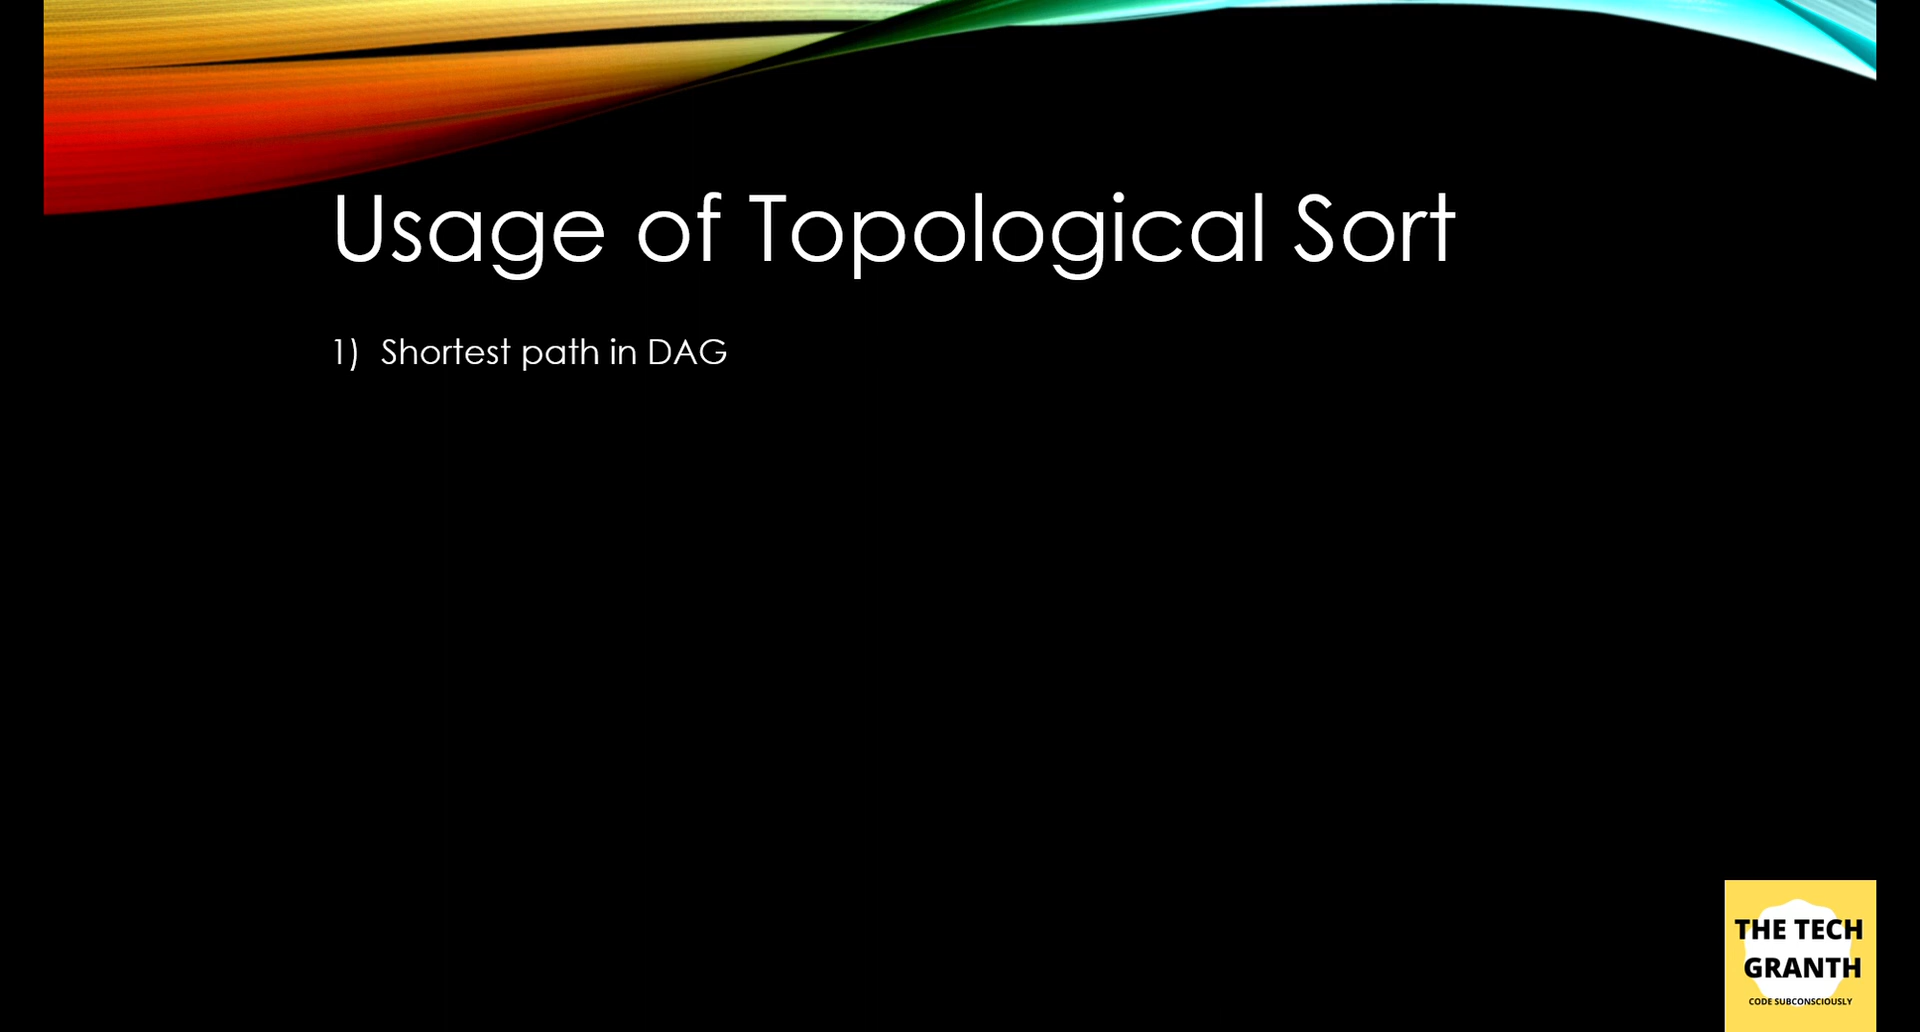 Usage of Topological Sort
1) Shortest path in DAG
THE TECH
GRANTH
CODE SUBCONSCIOUSLY